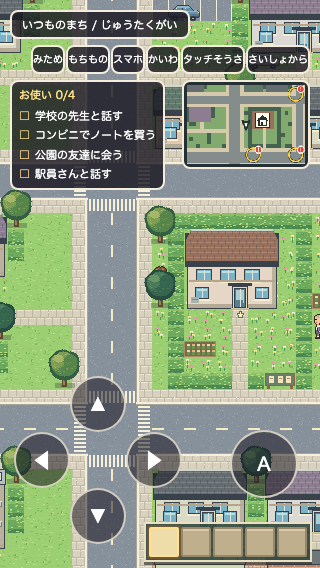 いつものまち / じゅうたくがい
みため もちもの スマホ かいわ タッチそうさ さいしょから
お使い 0/4
□ 学校の先生と話す
□ コンビニでノートを買う
□ 公園の友達に会う
□ 駅員さんと話す
A